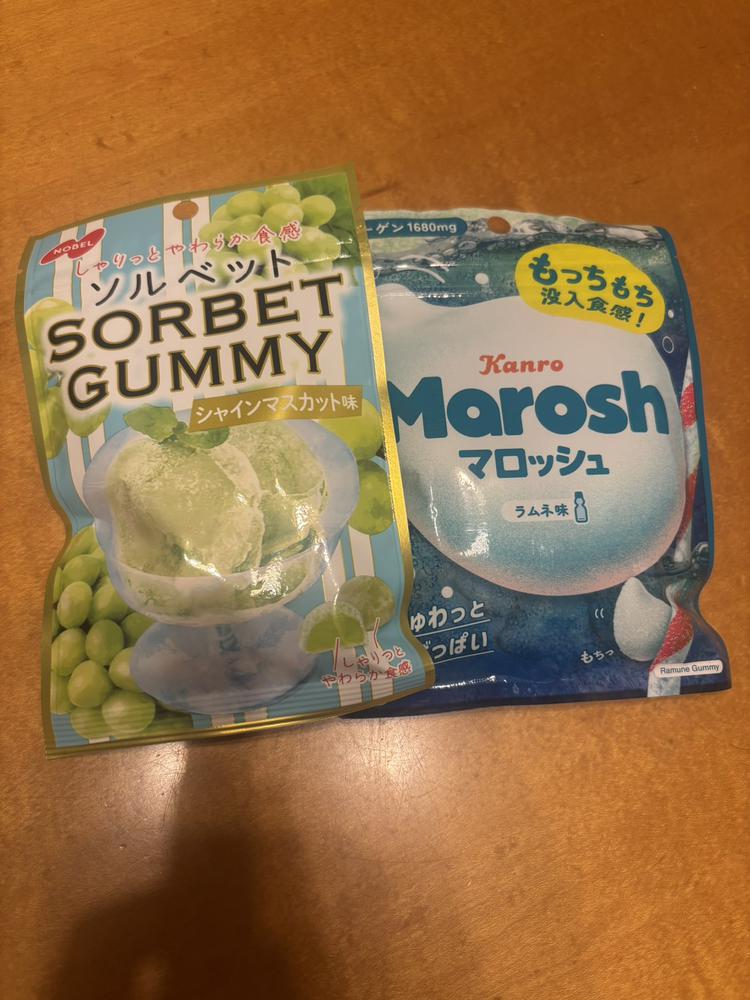 NOBEL
しゃりっとやわらか食感
ソルベット
SORBET
GUMMY
シャインマスカット味
しゃりっと
やわらか食感
ーゲン1680mg
もっちもち
没入食感!
Kanro
Marosh
マロッシュ
ラムネ味
ゅわっと
っぱい
もちっ
Ramune Gummy